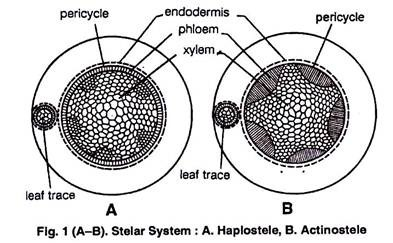 pericycle
endodermis
phloem
xylem
pericycle
leaf trace
leaf trace
A
B
Fig. 1 (A–B). Stelar System : A. Haplostele, B. Actinostele